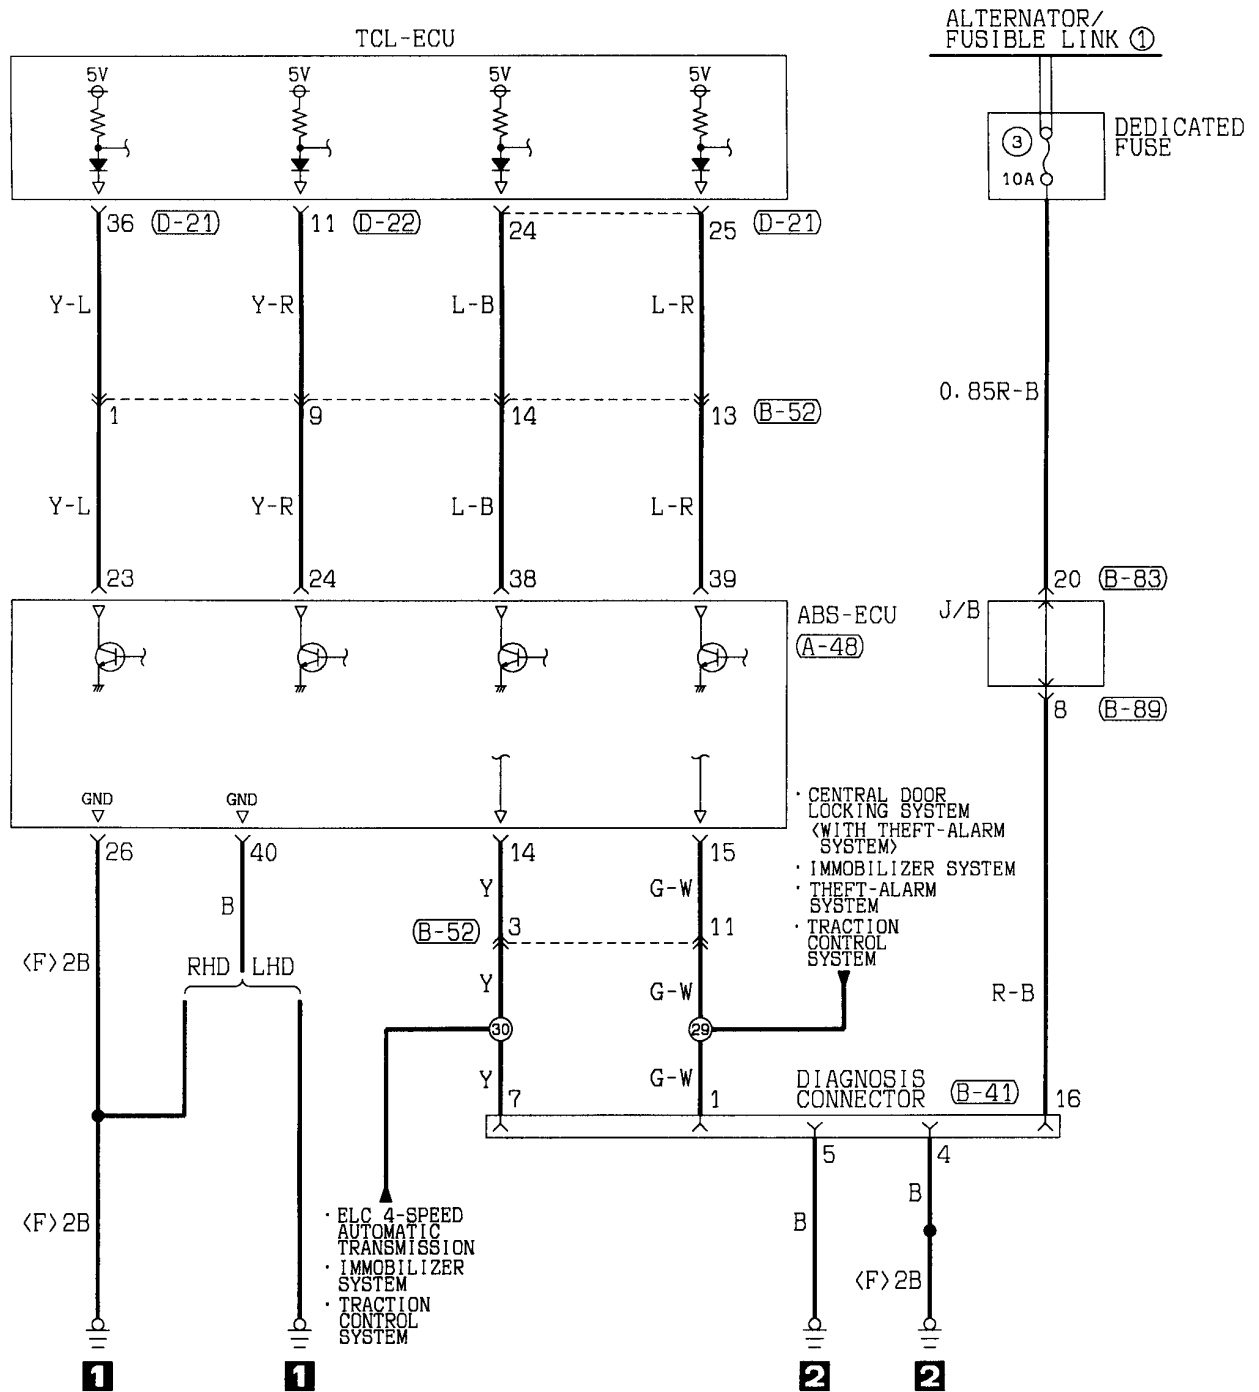 TCL-ECU
ALTERNATOR/
FUSIBLE LINK ①
5V 5V 5V 5V
DEDICATED
FUSE
③
10A
36 (D-21) 11 (D-22) 24 25 (D-21)
Y-L Y-R L-B L-R
0.85R-B
1 9 14 13 (B-52)
Y-L Y-R L-B L-R
23 24 38 39
20 (B-83)
ABS-ECU
(A-48)
J/B
8 (B-89)
GND GND
· CENTRAL DOOR
LOCKING SYSTEM
<WITH THEFT-ALARM
SYSTEM>
· IMMOBILIZER SYSTEM
· THEFT-ALARM
SYSTEM
· TRACTION
CONTROL
SYSTEM
26 40 14 15
B Y G-W
(B-52) 3 11
<F>2B RHD LHD
Y G-W R-B
30 29
Y G-W
7 1
DIAGNOSIS
CONNECTOR (B-41) 16
5 4
B B
<F>2B
· ELC 4-SPEED
AUTOMATIC
TRANSMISSION
· IMMOBILIZER
SYSTEM
· TRACTION
CONTROL
SYSTEM
<F>2B
1 1 2 2